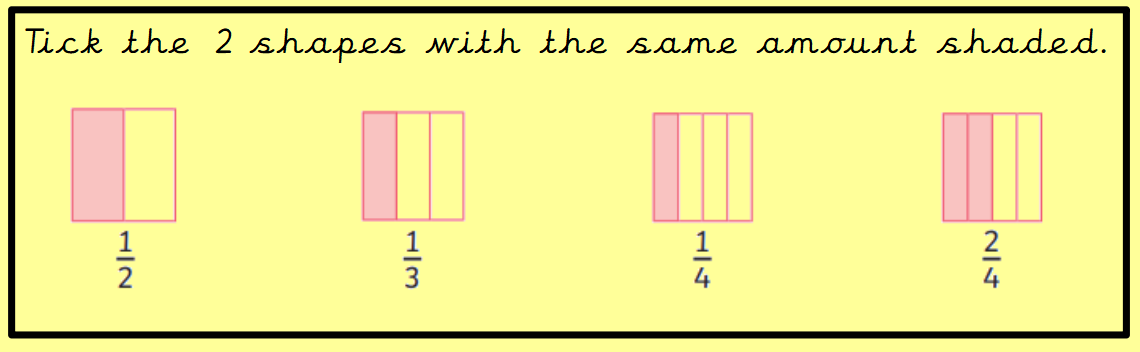 Tick the 2 shapes with the same amount shaded.
1/2 1/3 1/4 2/4